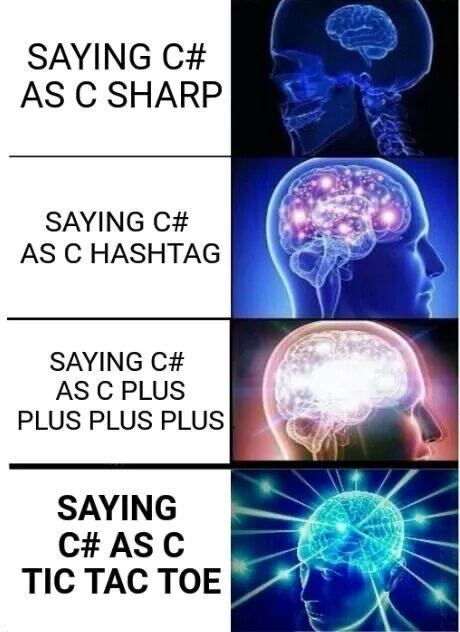 SAYING C#
AS C SHARP
SAYING C#
AS C HASHTAG
SAYING C#
AS C PLUS
PLUS PLUS PLUS
SAYING
C# AS C
TIC TAC TOE